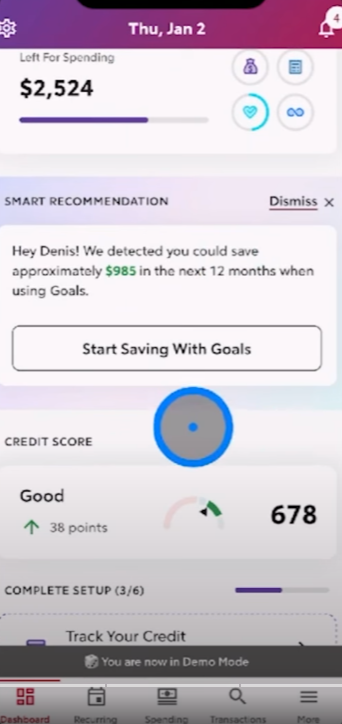 Thu, Jan 2
4
Left For Spending
$2,524
SMART RECOMMENDATION
Dismiss ×
Hey Denis! We detected you could save
approximately $985 in the next 12 months when
using Goals.
Start Saving With Goals
CREDIT SCORE
Good
38 points
678
COMPLETE SETUP (3/6)
Track Your Credit
You are now in Demo Mode
Dashboard
Recurring
Spending
Transactions
More